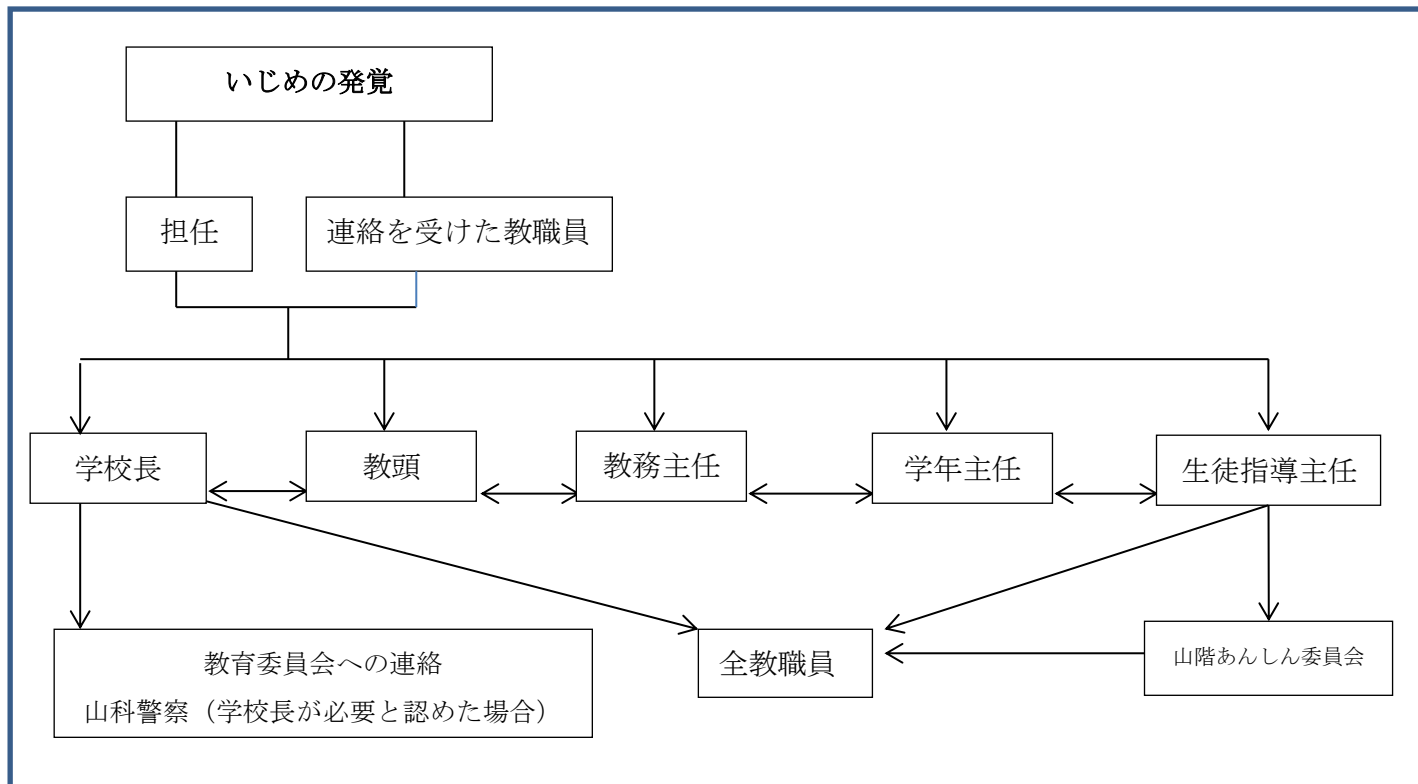 いじめの発覚
担任
連絡を受けた教職員
学校長
教頭
教務主任
学年主任
生徒指導主任
教育委員会への連絡
山科警察（学校長が必要と認めた場合）
全教職員
山階あんしん委員会